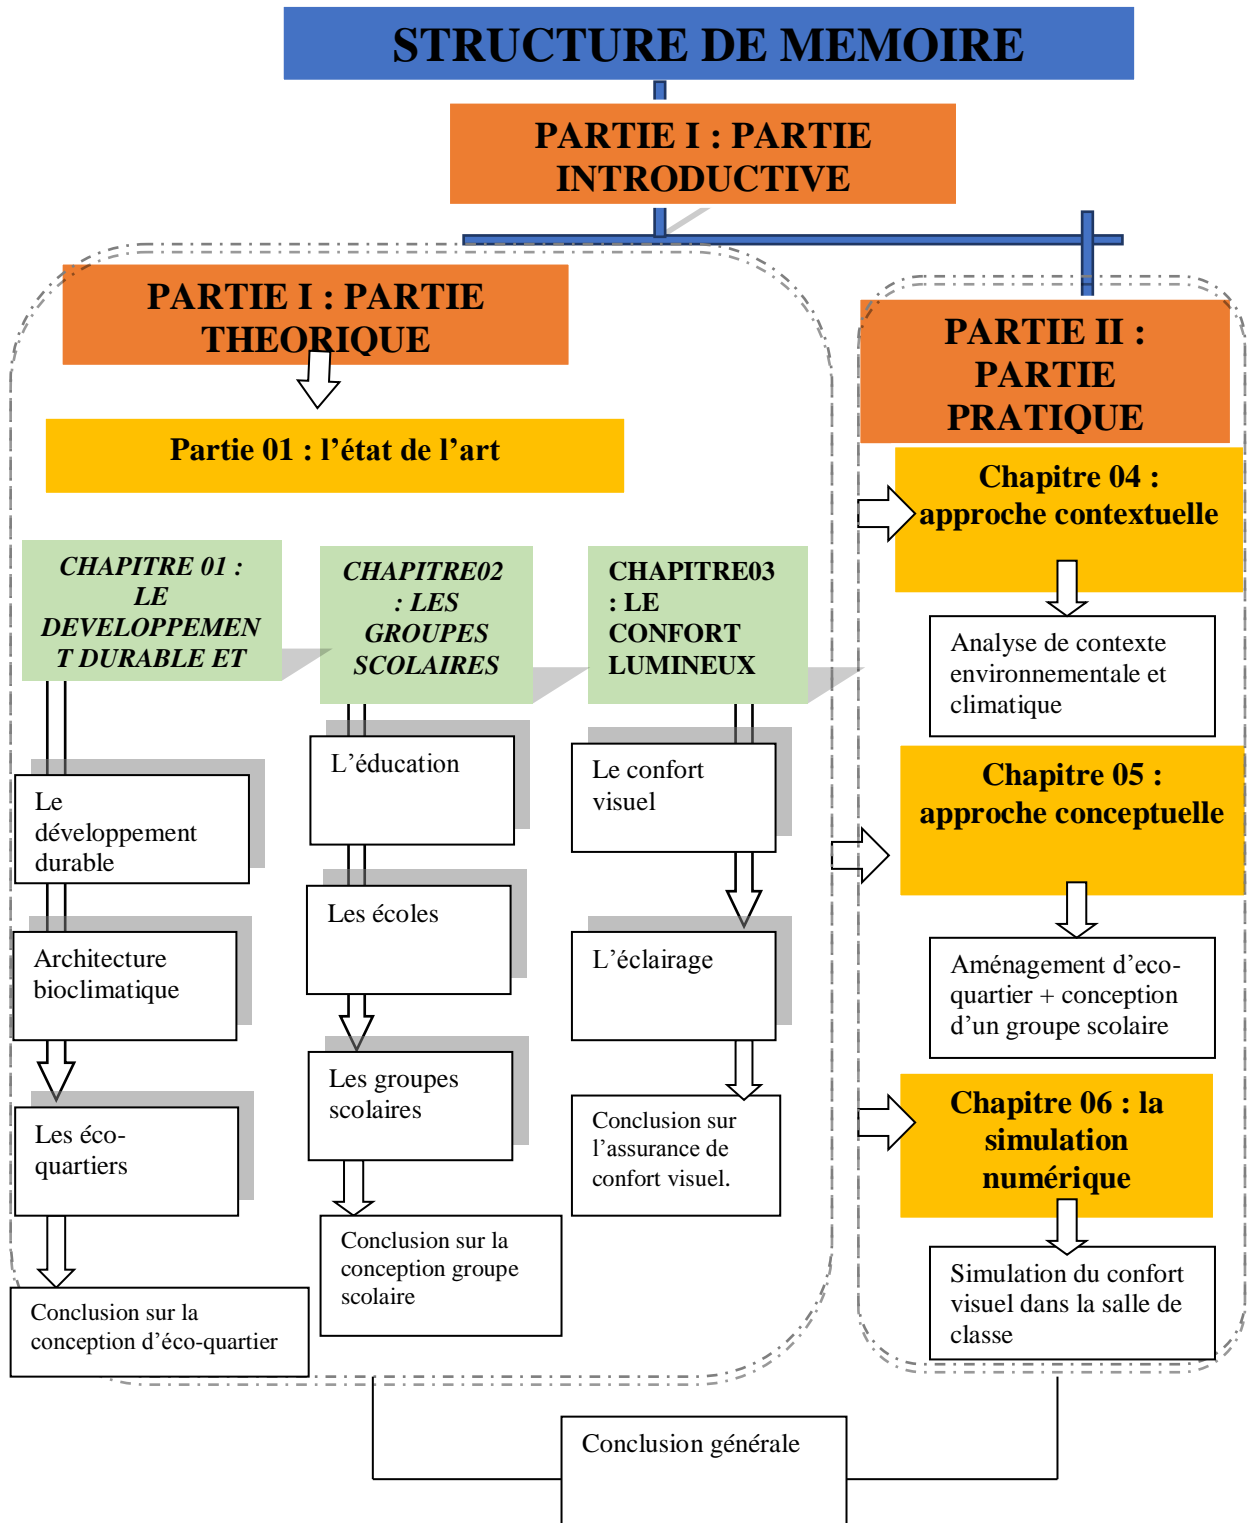 STRUCTURE DE MEMOIRE
PARTIE I : PARTIE
INTRODUCTIVE
PARTIE I : PARTIE
THEORIQUE
Partie 01 : l’état de l’art
CHAPITRE 01 :
LE
DEVELOPPEMEN
T DURABLE ET
Le
développement
durable
Architecture
bioclimatique
Les éco-
quartiers
Conclusion sur la
conception d’éco-quartier
CHAPITRE02
: LES
GROUPES
SCOLAIRES
L’éducation
Les écoles
Les groupes
scolaires
Conclusion sur la
conception groupe
scolaire
CHAPITRE03
: LE
CONFORT
LUMINEUX
Le confort
visuel
L’éclairage
Conclusion sur
l’assurance de
confort visuel.
PARTIE II :
PARTIE
PRATIQUE
Chapitre 04 :
approche contextuelle
Analyse de contexte
environnementale et
climatique
Chapitre 05 :
approche conceptuelle
Aménagement d’eco-
quartier + conception
d’un groupe scolaire
Chapitre 06 : la
simulation
numérique
Simulation du confort
visuel dans la salle de
classe
Conclusion générale